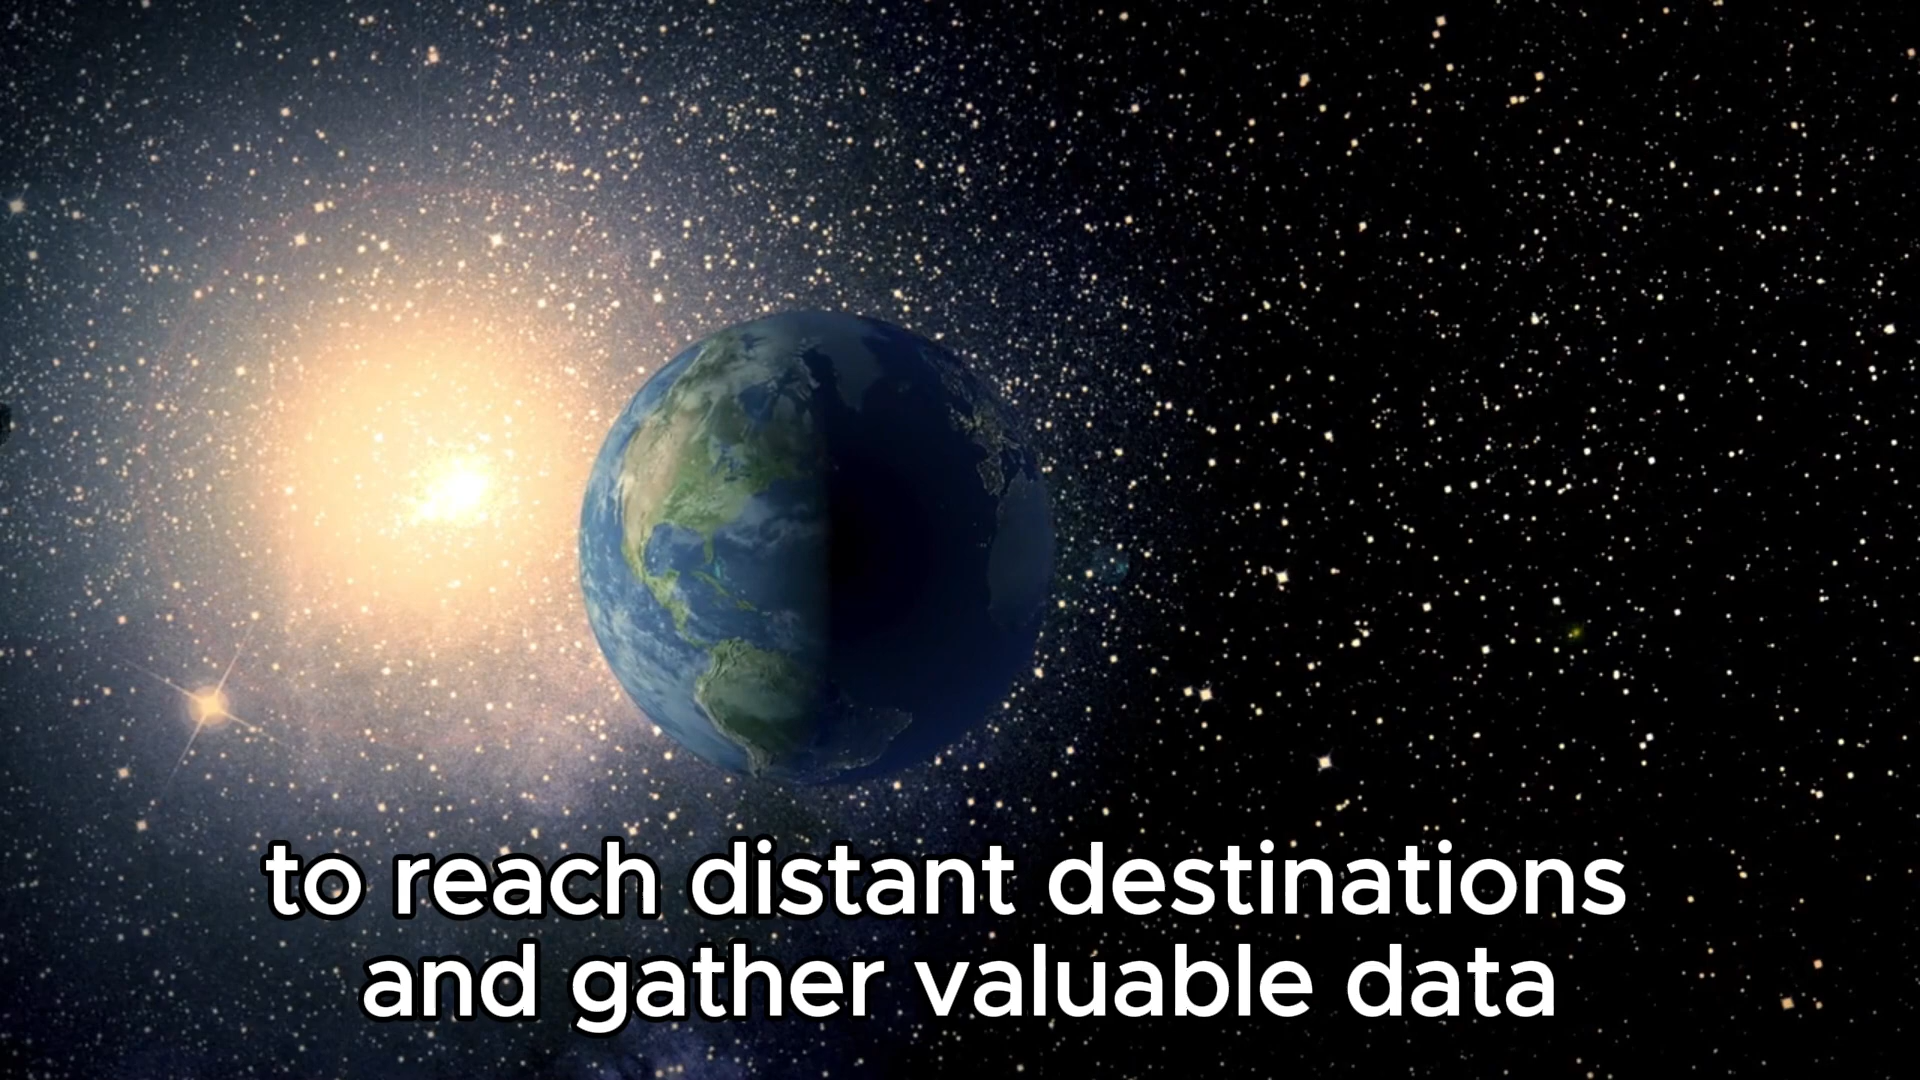 to reach distant destinations
and gather valuable data